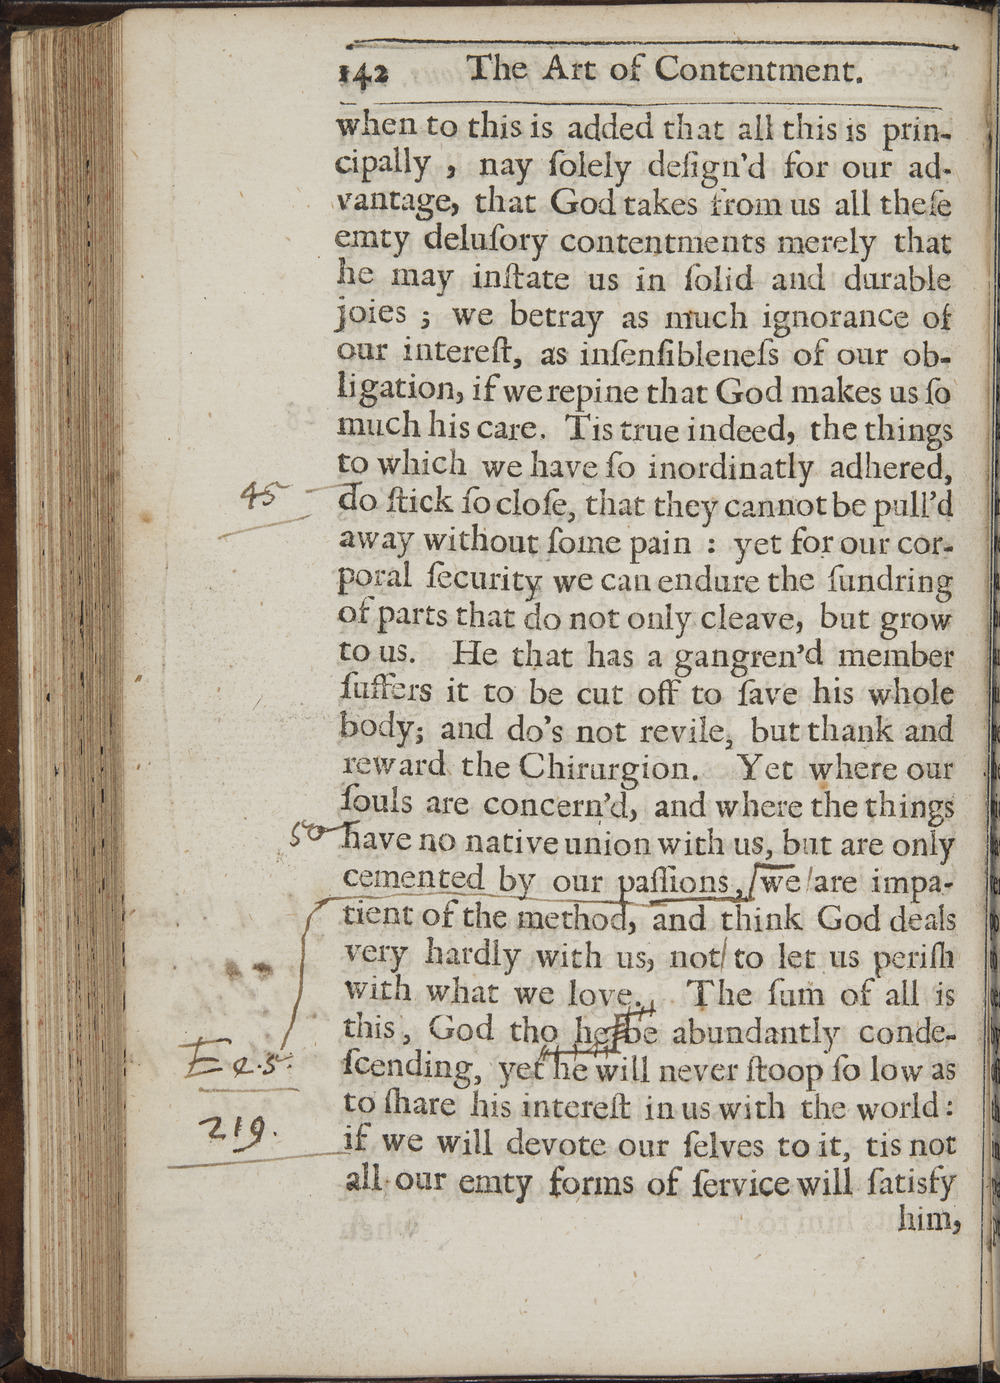 142 The Art of Contentment.
when to this is added that all this is prin-
cipally , nay ſolely deſign'd for our ad-
vantage, that God takes from us all theſe
emty deluſory contentments merely that
he may inſtate us in ſolid and durable
joies ; we betray as much ignorance of
our intereſt, as inſenſibleneſs of our ob-
ligation, if we repine that God makes us ſo
much his care. Tis true indeed, the things
to which we have ſo inordinatly adhered,
45 do ſtick ſo cloſe, that they cannot be pull'd
away without ſome pain : yet for our cor-
poral ſecurity we can endure the ſundring
of parts that do not only cleave, but grow
to us. He that has a gangren'd member
ſuffers it to be cut off to ſave his whole
body; and do's not revile, but thank and
reward the Chirurgion. Yet where our
ſouls are concern'd, and where the things
50 have no native union with us, but are only
cemented by our paſſions, we are impa-
tient of the method, and think God deals
very hardly with us, not to let us periſh
with what we love. The ſum of all is
this, God tho he be abundantly conde-
E e.5. ſcending, yet he will never ſtoop ſo low as
to ſhare his intereſt in us with the world:
219. if we will devote our ſelves to it, tis not
all our emty forms of ſervice will ſatisfy
him,